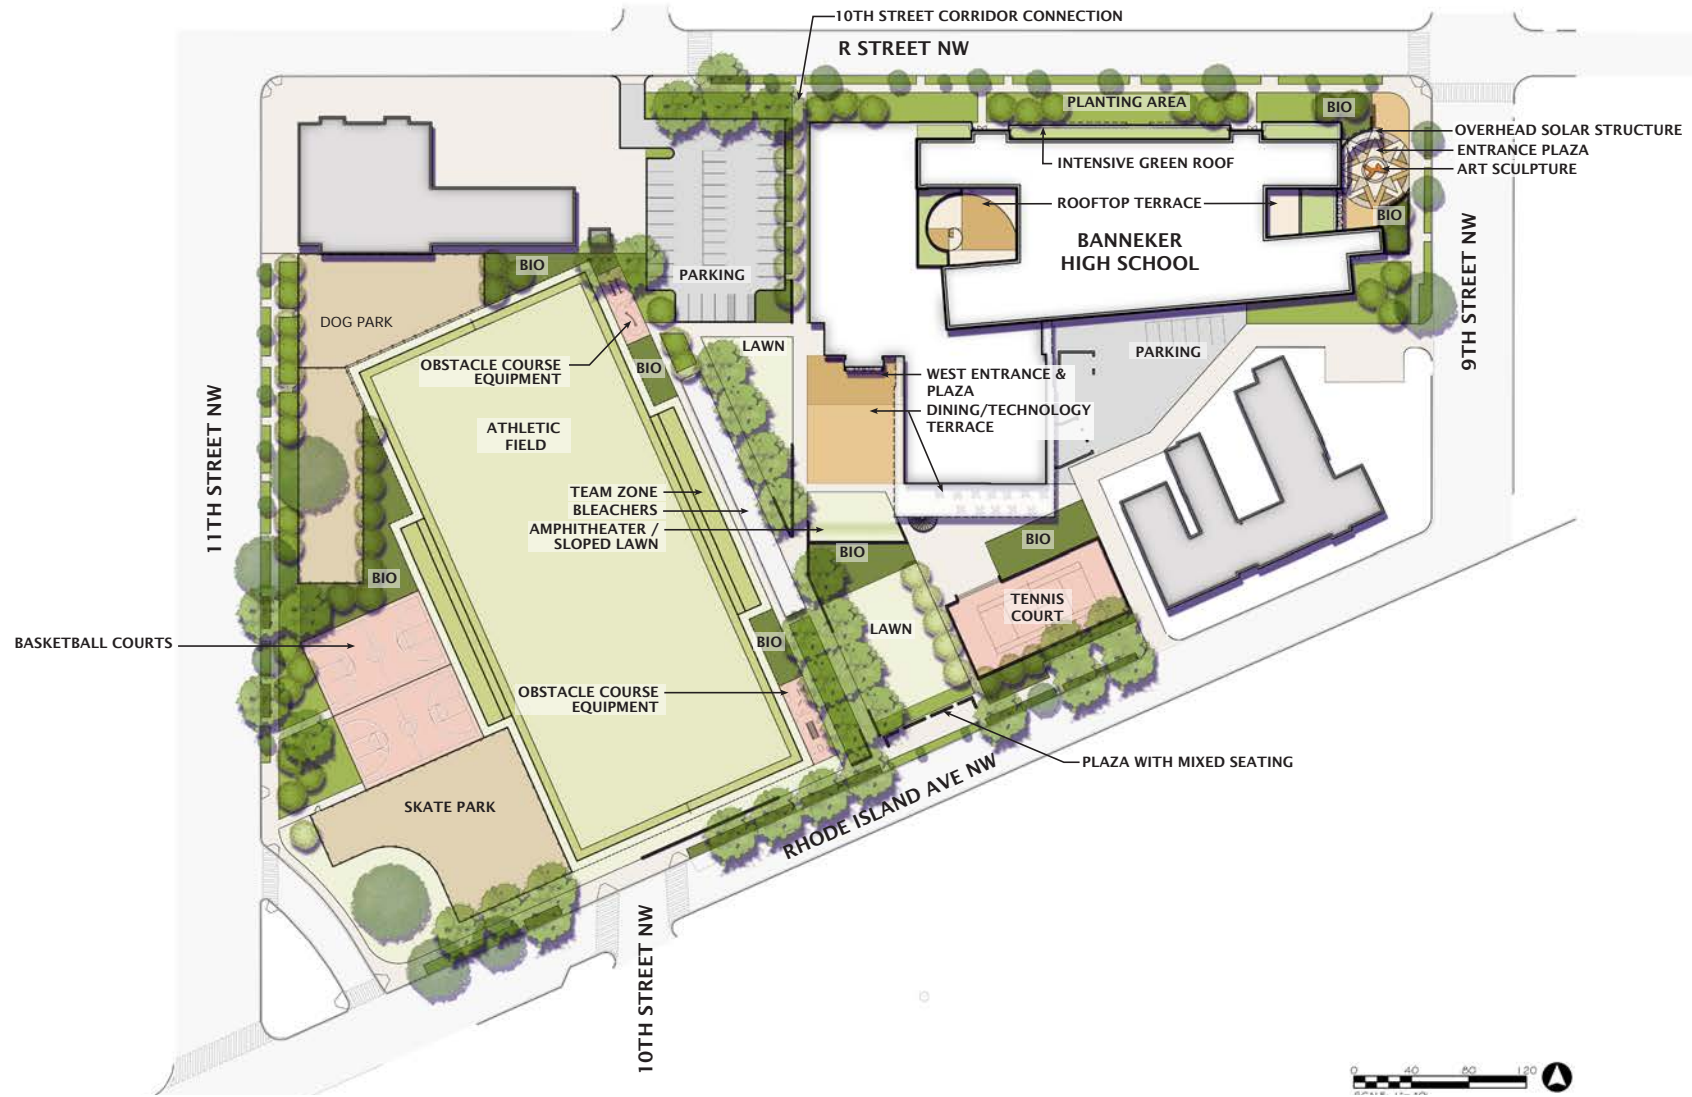 10TH STREET CORRIDOR CONNECTION
R STREET NW
PLANTING AREA
BIO
OVERHEAD SOLAR STRUCTURE
ENTRANCE PLAZA
ART SCULPTURE
INTENSIVE GREEN ROOF
ROOFTOP TERRACE
BIO
BANNEKER
HIGH SCHOOL
9TH STREET NW
BIO
PARKING
DOG PARK
LAWN
PARKING
OBSTACLE COURSE
EQUIPMENT
BIO
WEST ENTRANCE &
PLAZA
DINING/TECHNOLOGY
TERRACE
11TH STREET NW
ATHLETIC
FIELD
TEAM ZONE
BLEACHERS
AMPHITHEATER /
SLOPED LAWN
BIO
BIO
BIO
TENNIS
COURT
LAWN
BASKETBALL COURTS
BIO
OBSTACLE COURSE
EQUIPMENT
PLAZA WITH MIXED SEATING
SKATE PARK
RHODE ISLAND AVE NW
10TH STREET NW
0 40 80 120